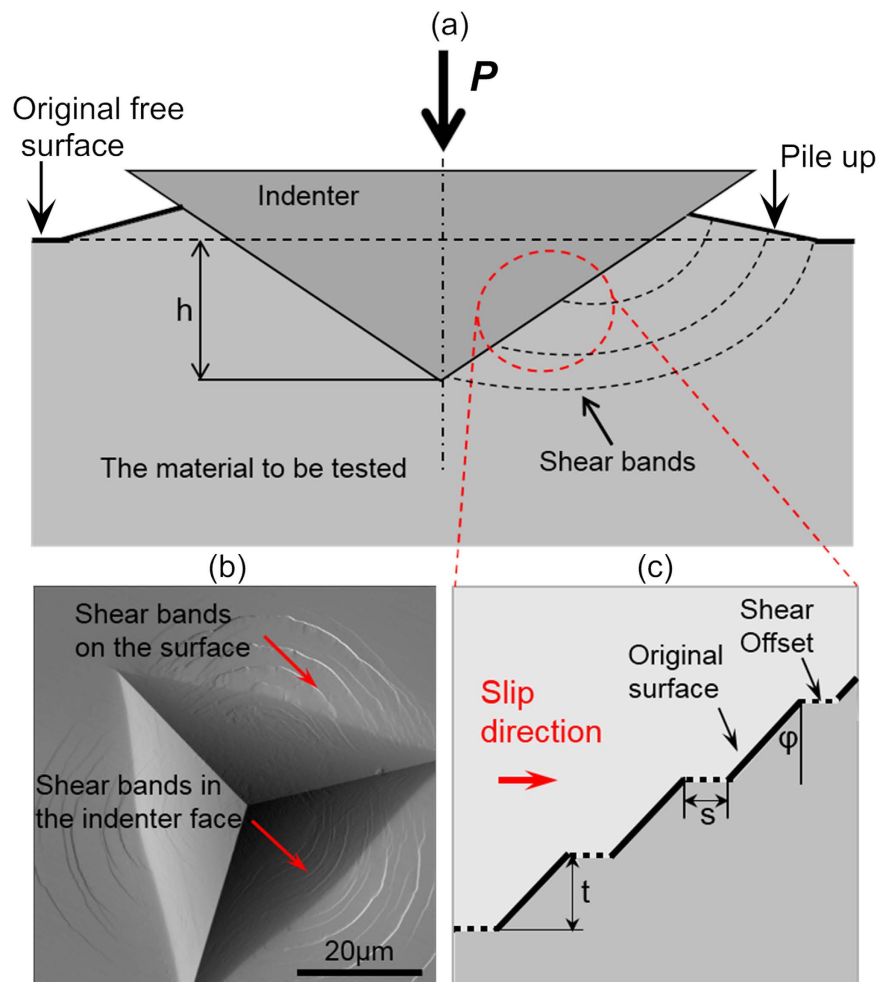 (a)
P
Original free
surface
Pile up
Indenter
h
The material to be tested
Shear bands
(b)
Shear bands
on the surface
Shear bands in
the indenter face
20μm
(c)
Shear
Offset
Original
surface
Slip
direction
φ
s
t